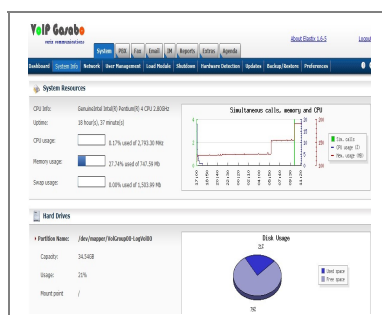 VoIP Gasabo
voice communications
About Elastix 1.6-5
Logout
System PBX Fax Email IM Reports Extras Agenda
Dashboard System Info Network User Management Load Module Shutdown Hardware Detection Updates Backup/Restore Preferences
System Resources
CPU Info: GenuineIntel Intel(R) Pentium(R) 4 CPU 2.80GHz
Uptime: 18 hour(s), 37 minute(s)
CPU usage: 0.17% used of 2,793.30 MHz
Memory usage: 27.74% used of 747.59 Mb
Swap usage: 0.00% used of 1,503.99 Mb
Simultaneous calls, memory and CPU
Sim. calls
CPU usage (%)
Mem. usage (MB)
Hard Drives
Partition Name: /dev/mapper/VolGroup00-LogVol00
Capacity: 34.54GB
Usage: 21%
Mount point /
Disk Usage
21%
79%
Used space
Free space